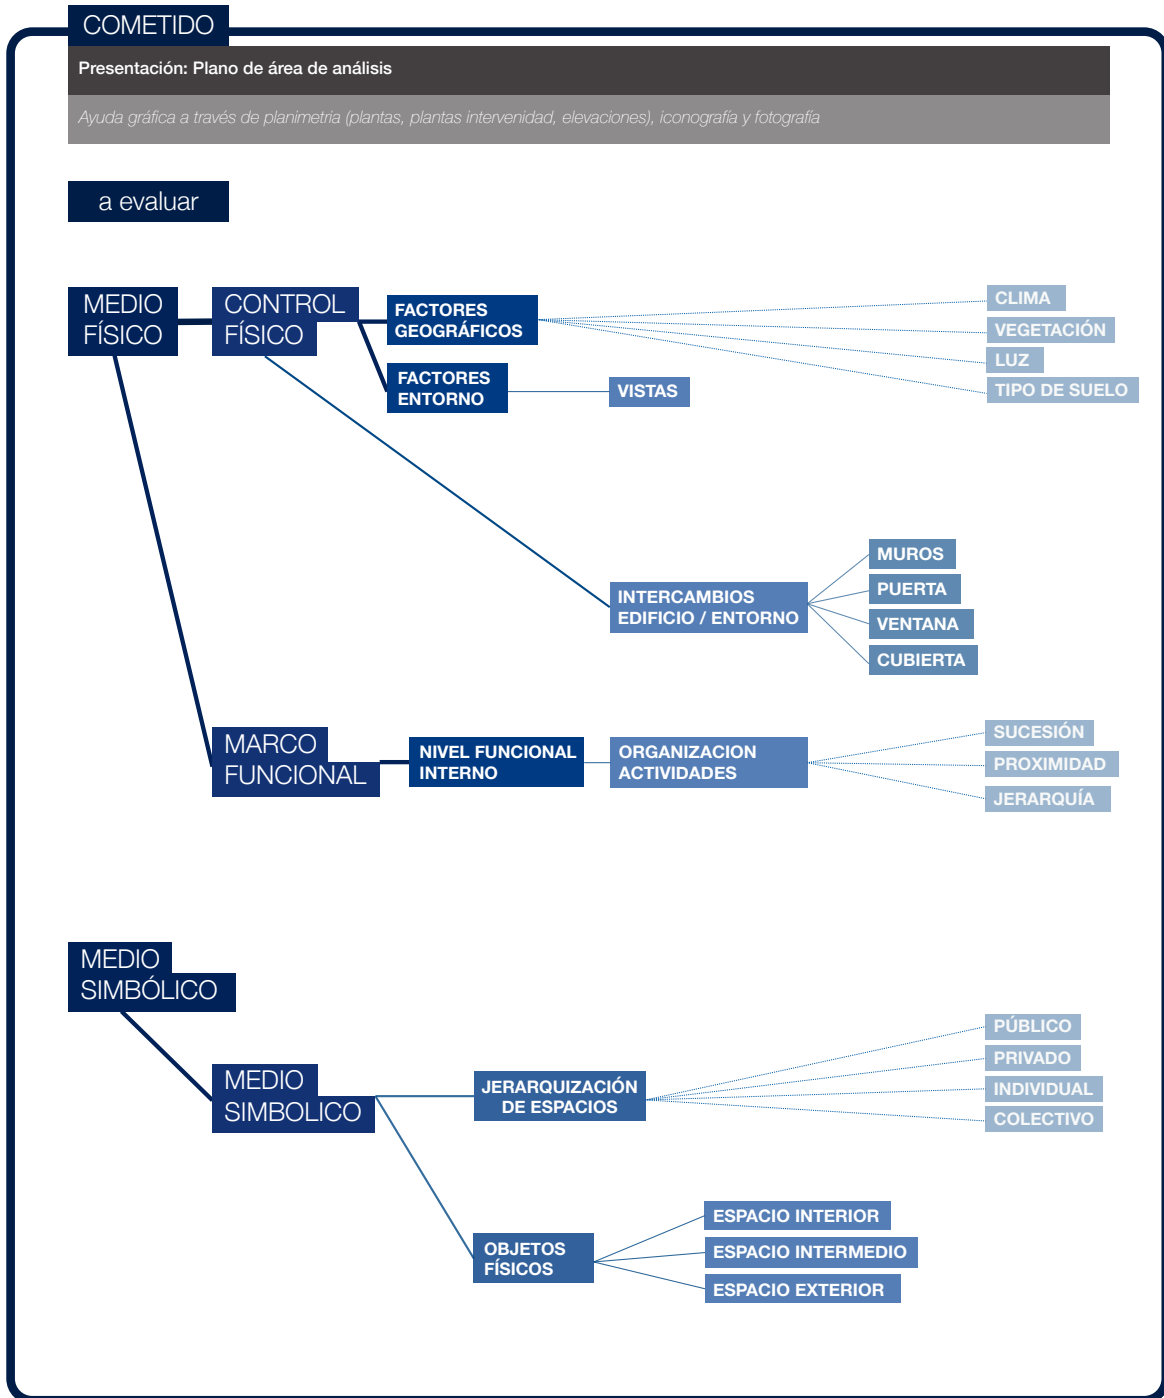 COMETIDO
Presentación: Plano de área de análisis
Ayuda gráfica a través de planimetria (plantas, plantas intervenidad, elevaciones), iconografía y fotografía
a evaluar
MEDIO
FÍSICO
CONTROL
FÍSICO
FACTORES
GEOGRÁFICOS
CLIMA
VEGETACIÓN
LUZ
TIPO DE SUELO
FACTORES
ENTORNO
VISTAS
INTERCAMBIOS
EDIFICIO / ENTORNO
MUROS
PUERTA
VENTANA
CUBIERTA
MARCO
FUNCIONAL
NIVEL FUNCIONAL
INTERNO
ORGANIZACION
ACTIVIDADES
SUCESIÓN
PROXIMIDAD
JERARQUÍA
MEDIO
SIMBÓLICO
MEDIO
SIMBOLICO
JERARQUIZACIÓN
DE ESPACIOS
PÚBLICO
PRIVADO
INDIVIDUAL
COLECTIVO
OBJETOS
FÍSICOS
ESPACIO INTERIOR
ESPACIO INTERMEDIO
ESPACIO EXTERIOR